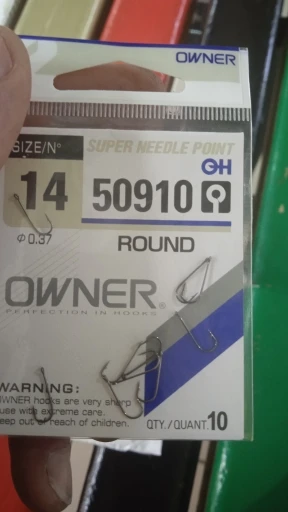 OWNER
SIZE/N°
SUPER NEEDLE POINT
14
50910
ROUND
Φ 0.37
OWNER®
PERFECTION IN HOOKS
WARNING:
OWNER hooks are very sharp
use with extreme care.
eep out of reach of children.
QTY./QUANT. 10